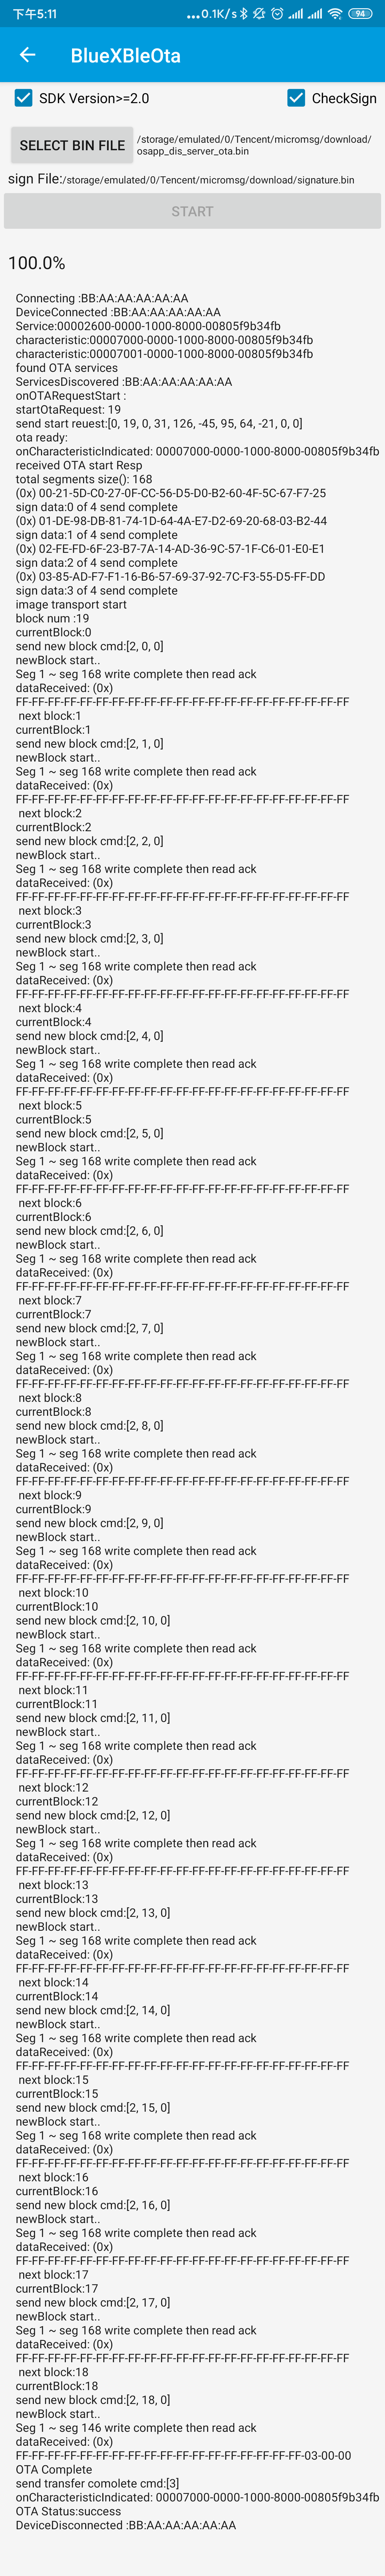 下午5:11
...0.1K/s
94
BlueXBleOta
SDK Version>=2.0
CheckSign
SELECT BIN FILE
/storage/emulated/0/Tencent/micromsg/download/
osapp_dis_server_ota.bin
sign File:/storage/emulated/0/Tencent/micromsg/download/signature.bin
START
100.0%
Connecting :BB:AA:AA:AA:AA:AA
DeviceConnected :BB:AA:AA:AA:AA:AA
Service:00002600-0000-1000-8000-00805f9b34fb
characteristic:00007000-0000-1000-8000-00805f9b34fb
characteristic:00007001-0000-1000-8000-00805f9b34fb
found OTA services
ServicesDiscovered :BB:AA:AA:AA:AA:AA
onOTARequestStart :
startOtaRequest: 19
send start reuest:[0, 19, 0, 31, 126, -45, 95, 64, -21, 0, 0]
ota ready:
onCharacteristicIndicated: 00007000-0000-1000-8000-00805f9b34fb
received OTA start Resp
total segments size(): 168
(0x) 00-21-5D-C0-27-0F-CC-56-D5-D0-B2-60-4F-5C-67-F7-25
sign data:0 of 4 send complete
(0x) 01-DE-98-DB-81-74-1D-64-4A-E7-D2-69-20-68-03-B2-44
sign data:1 of 4 send complete
(0x) 02-FE-FD-6F-23-B7-7A-14-AD-36-9C-57-1F-C6-01-E0-E1
sign data:2 of 4 send complete
(0x) 03-85-AD-F7-F1-16-B6-57-69-37-92-7C-F3-55-D5-FF-DD
sign data:3 of 4 send complete
image transport start
block num :19
currentBlock:0
send new block cmd:[2, 0, 0]
newBlock start..
Seg 1 ~ seg 168 write complete then read ack
dataReceived: (0x)
FF-FF-FF-FF-FF-FF-FF-FF-FF-FF-FF-FF-FF-FF-FF-FF-FF-FF-FF-FF-FF
next block:1
currentBlock:1
send new block cmd:[2, 1, 0]
newBlock start..
Seg 1 ~ seg 168 write complete then read ack
dataReceived: (0x)
FF-FF-FF-FF-FF-FF-FF-FF-FF-FF-FF-FF-FF-FF-FF-FF-FF-FF-FF-FF-FF
next block:2
currentBlock:2
send new block cmd:[2, 2, 0]
newBlock start..
Seg 1 ~ seg 168 write complete then read ack
dataReceived: (0x)
FF-FF-FF-FF-FF-FF-FF-FF-FF-FF-FF-FF-FF-FF-FF-FF-FF-FF-FF-FF-FF
next block:3
currentBlock:3
send new block cmd:[2, 3, 0]
newBlock start..
Seg 1 ~ seg 168 write complete then read ack
dataReceived: (0x)
FF-FF-FF-FF-FF-FF-FF-FF-FF-FF-FF-FF-FF-FF-FF-FF-FF-FF-FF-FF-FF
next block:4
currentBlock:4
send new block cmd:[2, 4, 0]
newBlock start..
Seg 1 ~ seg 168 write complete then read ack
dataReceived: (0x)
FF-FF-FF-FF-FF-FF-FF-FF-FF-FF-FF-FF-FF-FF-FF-FF-FF-FF-FF-FF-FF
next block:5
currentBlock:5
send new block cmd:[2, 5, 0]
newBlock start..
Seg 1 ~ seg 168 write complete then read ack
dataReceived: (0x)
FF-FF-FF-FF-FF-FF-FF-FF-FF-FF-FF-FF-FF-FF-FF-FF-FF-FF-FF-FF-FF
next block:6
currentBlock:6
send new block cmd:[2, 6, 0]
newBlock start..
Seg 1 ~ seg 168 write complete then read ack
dataReceived: (0x)
FF-FF-FF-FF-FF-FF-FF-FF-FF-FF-FF-FF-FF-FF-FF-FF-FF-FF-FF-FF-FF
next block:7
currentBlock:7
send new block cmd:[2, 7, 0]
newBlock start..
Seg 1 ~ seg 168 write complete then read ack
dataReceived: (0x)
FF-FF-FF-FF-FF-FF-FF-FF-FF-FF-FF-FF-FF-FF-FF-FF-FF-FF-FF-FF-FF
next block:8
currentBlock:8
send new block cmd:[2, 8, 0]
newBlock start..
Seg 1 ~ seg 168 write complete then read ack
dataReceived: (0x)
FF-FF-FF-FF-FF-FF-FF-FF-FF-FF-FF-FF-FF-FF-FF-FF-FF-FF-FF-FF-FF
next block:9
currentBlock:9
send new block cmd:[2, 9, 0]
newBlock start..
Seg 1 ~ seg 168 write complete then read ack
dataReceived: (0x)
FF-FF-FF-FF-FF-FF-FF-FF-FF-FF-FF-FF-FF-FF-FF-FF-FF-FF-FF-FF-FF
next block:10
currentBlock:10
send new block cmd:[2, 10, 0]
newBlock start..
Seg 1 ~ seg 168 write complete then read ack
dataReceived: (0x)
FF-FF-FF-FF-FF-FF-FF-FF-FF-FF-FF-FF-FF-FF-FF-FF-FF-FF-FF-FF-FF
next block:11
currentBlock:11
send new block cmd:[2, 11, 0]
newBlock start..
Seg 1 ~ seg 168 write complete then read ack
dataReceived: (0x)
FF-FF-FF-FF-FF-FF-FF-FF-FF-FF-FF-FF-FF-FF-FF-FF-FF-FF-FF-FF-FF
next block:12
currentBlock:12
send new block cmd:[2, 12, 0]
newBlock start..
Seg 1 ~ seg 168 write complete then read ack
dataReceived: (0x)
FF-FF-FF-FF-FF-FF-FF-FF-FF-FF-FF-FF-FF-FF-FF-FF-FF-FF-FF-FF-FF
next block:13
currentBlock:13
send new block cmd:[2, 13, 0]
newBlock start..
Seg 1 ~ seg 168 write complete then read ack
dataReceived: (0x)
FF-FF-FF-FF-FF-FF-FF-FF-FF-FF-FF-FF-FF-FF-FF-FF-FF-FF-FF-FF-FF
next block:14
currentBlock:14
send new block cmd:[2, 14, 0]
newBlock start..
Seg 1 ~ seg 168 write complete then read ack
dataReceived: (0x)
FF-FF-FF-FF-FF-FF-FF-FF-FF-FF-FF-FF-FF-FF-FF-FF-FF-FF-FF-FF-FF
next block:15
currentBlock:15
send new block cmd:[2, 15, 0]
newBlock start..
Seg 1 ~ seg 168 write complete then read ack
dataReceived: (0x)
FF-FF-FF-FF-FF-FF-FF-FF-FF-FF-FF-FF-FF-FF-FF-FF-FF-FF-FF-FF-FF
next block:16
currentBlock:16
send new block cmd:[2, 16, 0]
newBlock start..
Seg 1 ~ seg 168 write complete then read ack
dataReceived: (0x)
FF-FF-FF-FF-FF-FF-FF-FF-FF-FF-FF-FF-FF-FF-FF-FF-FF-FF-FF-FF-FF
next block:17
currentBlock:17
send new block cmd:[2, 17, 0]
newBlock start..
Seg 1 ~ seg 168 write complete then read ack
dataReceived: (0x)
FF-FF-FF-FF-FF-FF-FF-FF-FF-FF-FF-FF-FF-FF-FF-FF-FF-FF-FF-FF-FF
next block:18
currentBlock:18
send new block cmd:[2, 18, 0]
newBlock start..
Seg 1 ~ seg 146 write complete then read ack
dataReceived: (0x)
FF-FF-FF-FF-FF-FF-FF-FF-FF-FF-FF-FF-FF-FF-FF-FF-FF-FF-03-00-00
OTA Complete
send transfer comolete cmd:[3]
onCharacteristicIndicated: 00007000-0000-1000-8000-00805f9b34fb
OTA Status:success
DeviceDisconnected :BB:AA:AA:AA:AA:AA